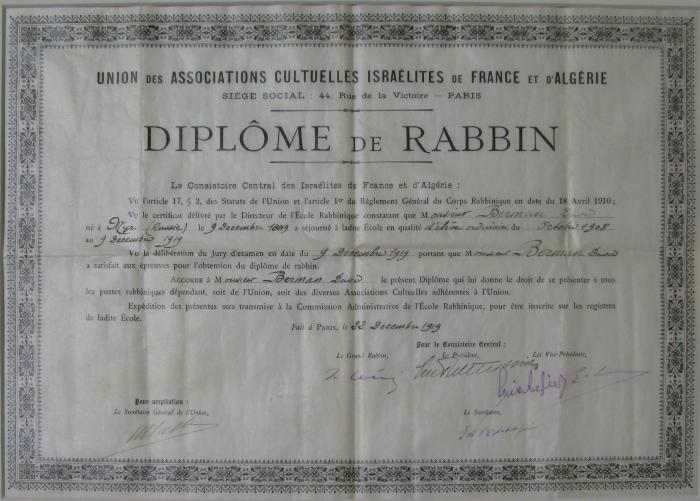 UNION DES ASSOCIATIONS CULTUELLES ISRAÉLITES DE FRANCE ET D'ALGÉRIE
SIÈGE SOCIAL : 44, Rue de la Victoire — PARIS
DIPLÔME DE RABBIN
Le Consistoire Central des Israélites de France et d'Algérie :
Vu l'article 17, § 2, des Statuts de l'Union et l'article 1er du Règlement Général du Corps Rabbinique en date du 18 Avril 1910 ;
Vu le certificat délivré par le Directeur de l'École Rabbinique constatant que Monsieur Berman David
né à Myr (Russie) le 9 Décembre a séjourné à ladite École en qualité d'élève ordinaire du Octobre 1908
au 9 Décembre 1919
Vu la délibération du Jury d'examen en date du 9 Décembre 1919 portant que Monsieur Berman David
a satisfait aux épreuves pour l'obtention du diplôme de rabbin.
ACCORDE à Monsieur Berman David le présent Diplôme qui lui donne le droit de se présenter à tous
les postes rabbiniques dépendant, soit de l'Union, soit des diverses Associations Cultuelles adhérentes à l'Union.
Expédition des présentes sera transmise à la Commission Administrative de l'École Rabbinique, pour être inscrite sur les registres
de ladite École.
Fait à PARIS, le 22 Décembre 1919
Pour le Consistoire Central :
Le Grand Rabbin, Le Président, Les Vice-Présidents,
Pour ampliation :
Le Secrétaire Général de l'Union,
Le Secrétaire,